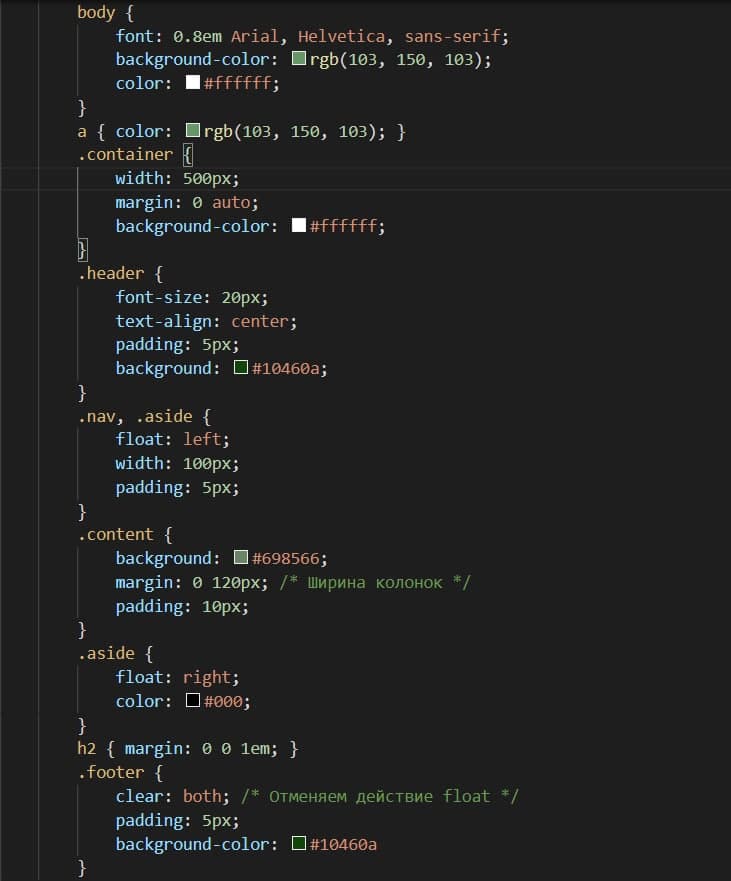 body {
    font: 0.8em Arial, Helvetica, sans-serif;
    background-color: rgb(103, 150, 103);
    color: #ffffff;
}
a { color: rgb(103, 150, 103); }
.container {
    width: 500px;
    margin: 0 auto;
    background-color: #ffffff;
}
.header {
    font-size: 20px;
    text-align: center;
    padding: 5px;
    background: #10460a;
}
.nav, .aside {
    float: left;
    width: 100px;
    padding: 5px;
}
.content {
    background: #698566;
    margin: 0 120px; /* Ширина колонок */
    padding: 10px;
}
.aside {
    float: right;
    color: #000;
}
h2 { margin: 0 0 1em; }
.footer {
    clear: both; /* Отменяем действие float */
    padding: 5px;
    background-color: #10460a
}